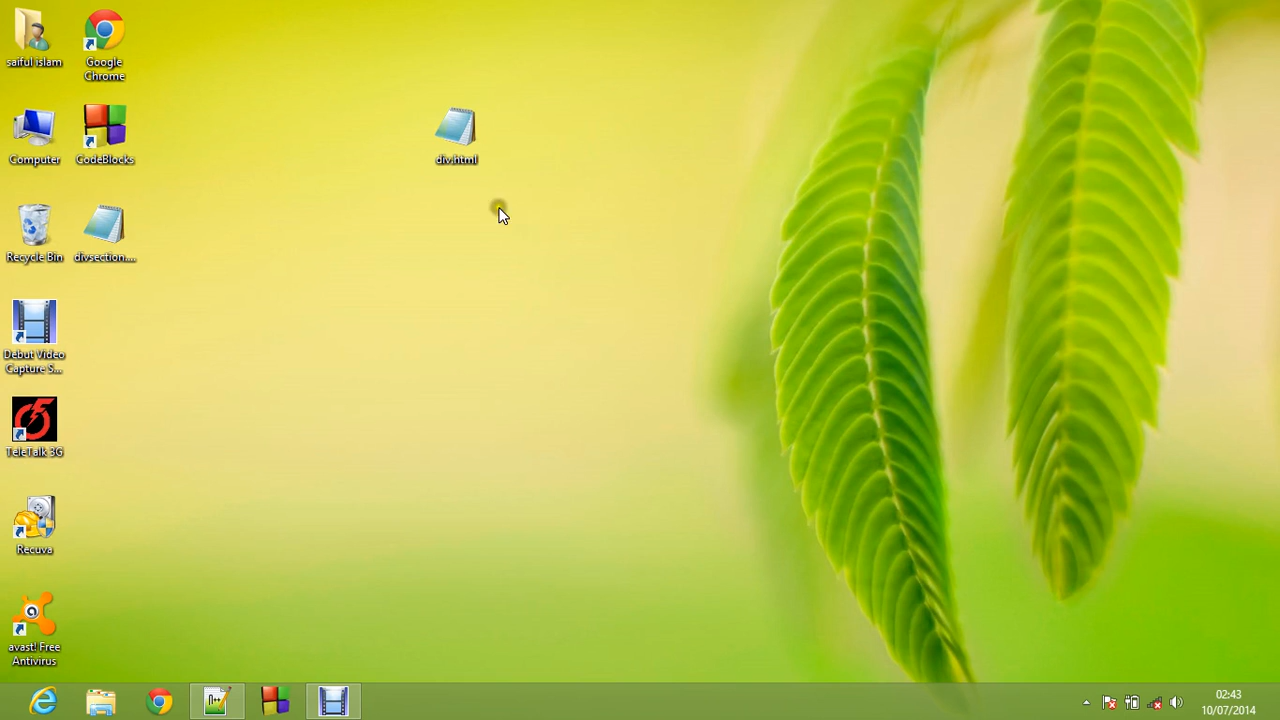 saiful islam
Google
Chrome
Computer
CodeBlocks
div.html
Recycle Bin
divsection....
Debut Video
Capture S...
TeleTalk 3G
Recuva
avast! Free
Antivirus
02:43
10/07/2014